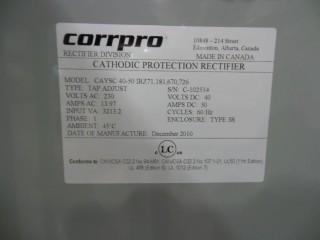 corrpro
RECTIFIER DIVISION
10848 - 214 Street
Edmonton, Alberta, Canada
MADE IN CANADA
CATHODIC PROTECTION RECTIFIER
MODEL: CAYSC 40-50
TYPE: TAP ADJUST S/N: C-102514
VOLTS AC: 230 VOLTS DC: 40
AMPS AC: 13.97 AMPS DC: 50
INPUT VA: 3213.2 CYCLES: 60 Hz
PHASE: 1 ENCLOSURE: TYPE 3R
AMBIENT: 45°C
DATE OF MANUFACTURE: December 2010
LC